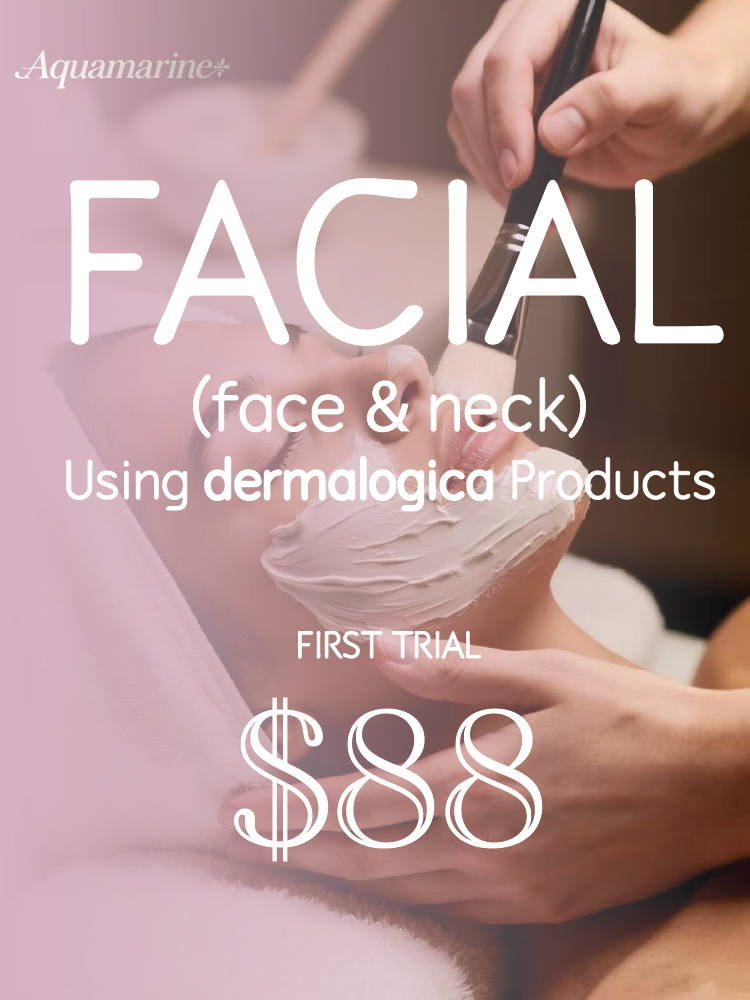 Aquamarine
FACIAL
(face & neck)
Using dermalogica Products
FIRST TRIAL
$88